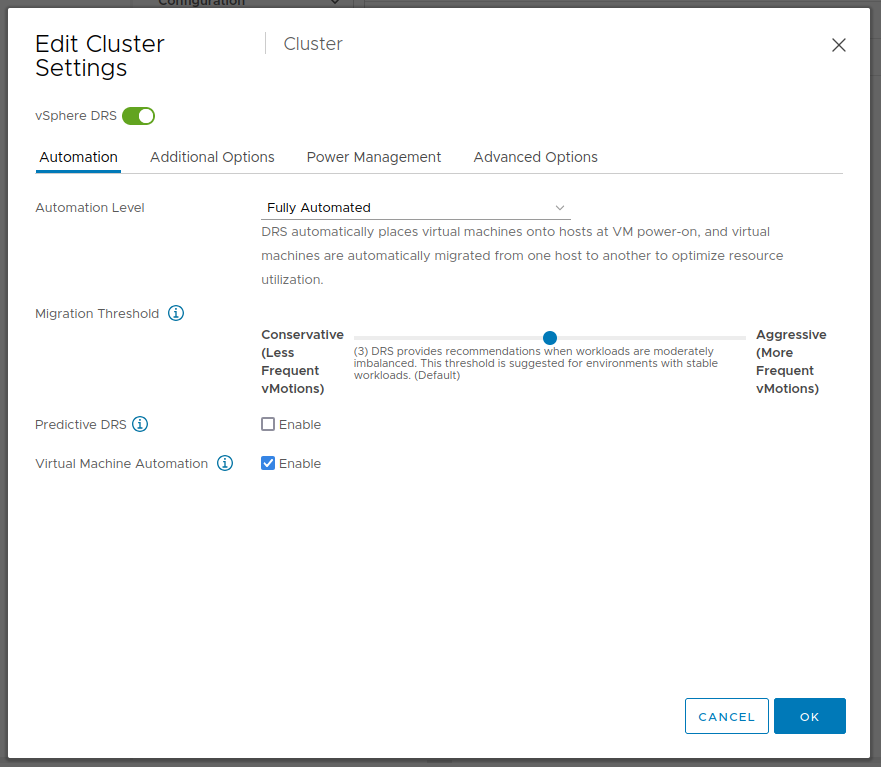 Configuration
Edit Cluster
Settings
Cluster
vSphere DRS
Automation
Additional Options
Power Management
Advanced Options
Automation Level
Fully Automated
DRS automatically places virtual machines onto hosts at VM power-on, and virtual
machines are automatically migrated from one host to another to optimize resource
utilization.
Migration Threshold
Conservative
(Less
Frequent
vMotions)
(3) DRS provides recommendations when workloads are moderately
imbalanced. This threshold is suggested for environments with stable
workloads. (Default)
Aggressive
(More
Frequent
vMotions)
Predictive DRS
Enable
Virtual Machine Automation
Enable
CANCEL
OK